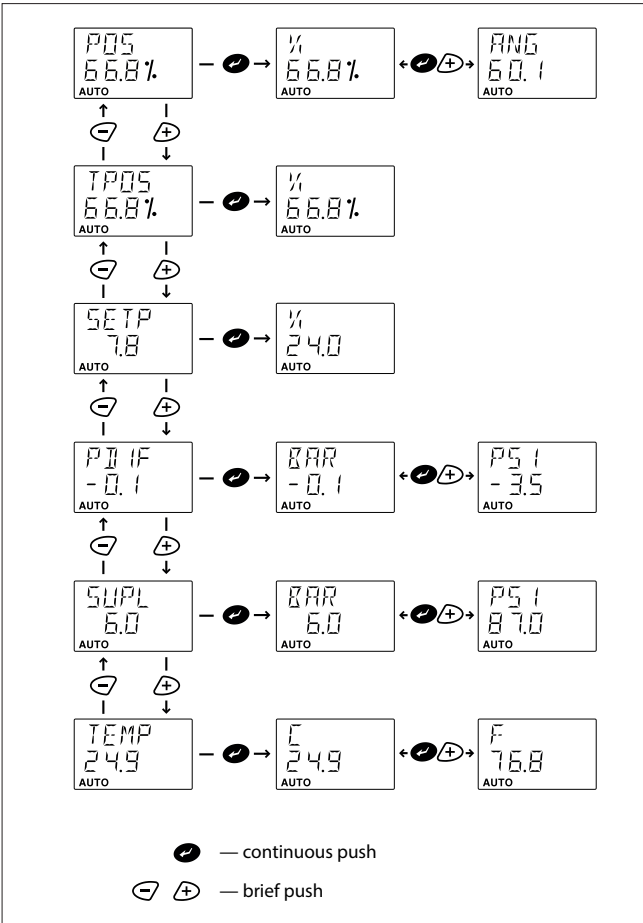 POS
66.8%
AUTO
%
66.8%
AUTO
ANG
60.1
AUTO
TPOS
66.8%
AUTO
%
66.8%
AUTO
SETP
7.8
AUTO
%
24.0
AUTO
PDIF
- 0.1
AUTO
BAR
- 0.1
AUTO
PSI
- 3.5
AUTO
SUPL
6.0
AUTO
BAR
6.0
AUTO
PSI
87.0
AUTO
TEMP
24.9
AUTO
C
24.9
AUTO
F
76.8
AUTO
— continuous push
— brief push